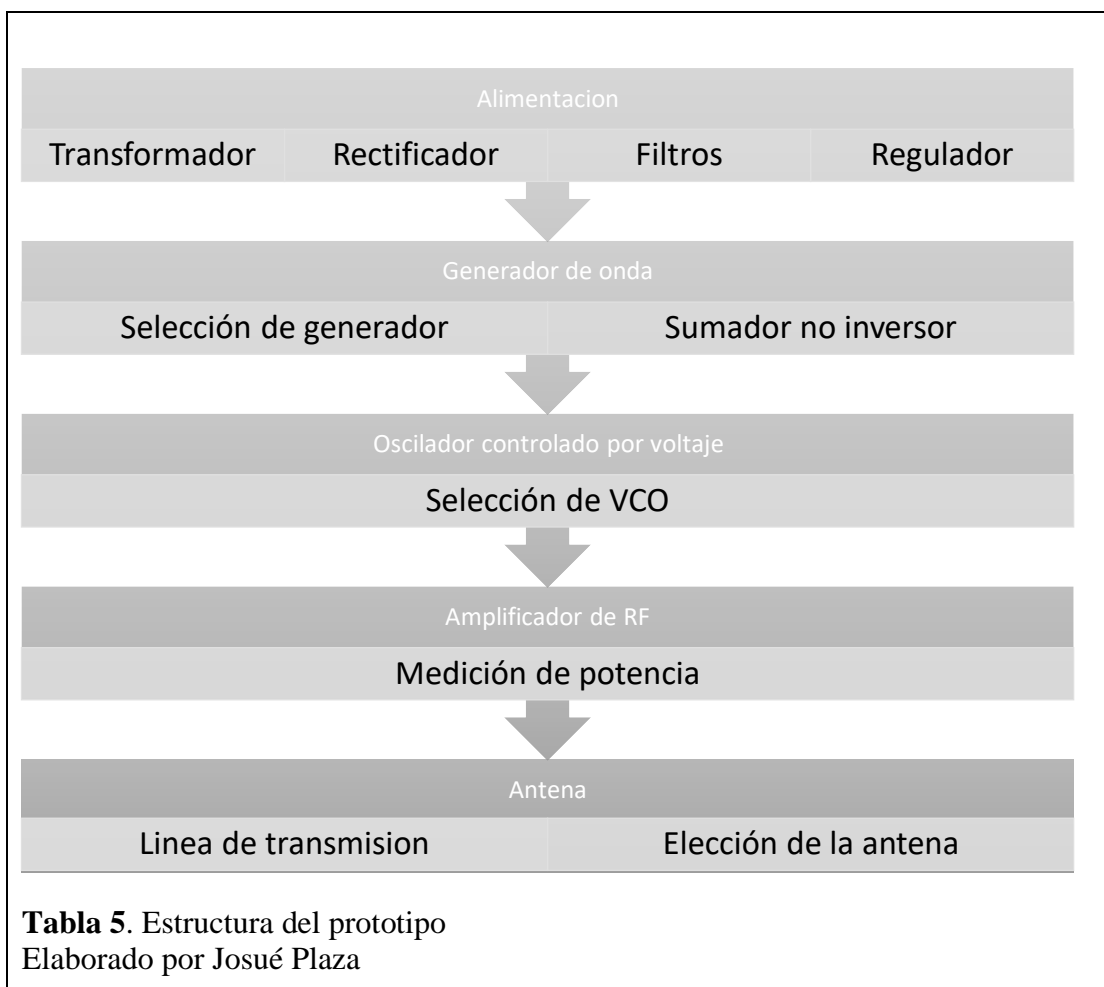 Alimentacion
Transformador Rectificador Filtros Regulador
Generador de onda
Selección de generador Sumador no inversor
Oscilador controlado por voltaje
Selección de VCO
Amplificador de RF
Medición de potencia
Antena
Linea de transmision Elección de la antena
Tabla 5. Estructura del prototipo
Elaborado por Josué Plaza